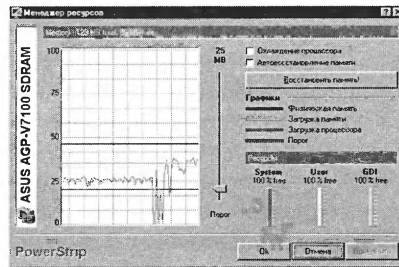 Менеджер ресурсов
100
75
50
25
0
ASUS AGP-V7100 SDRAM
25
MB
Порог
Охлаждение процессора
Автовосстановление памяти
Восстановить память!
Графики
Физическая память
Загрузка памяти
Загрузка процессора
Порог
System
User
GDI
100 % free
100 % free
100 % free
PowerStrip
Ok
Отмена